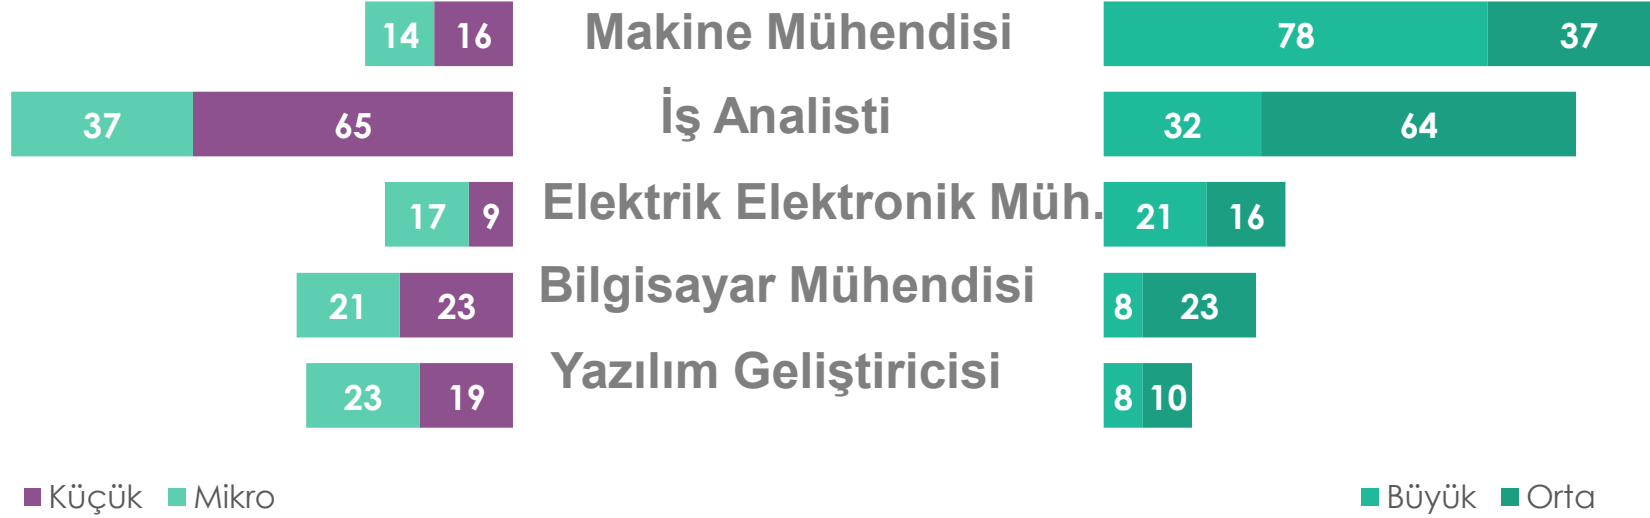 14 16 Makine Mühendisi 78 37
37 65 İş Analisti 32 64
17 9 Elektrik Elektronik Müh. 21 16
21 23 Bilgisayar Mühendisi 8 23
23 19 Yazılım Geliştiricisi 8 10
Küçük Mikro Büyük Orta